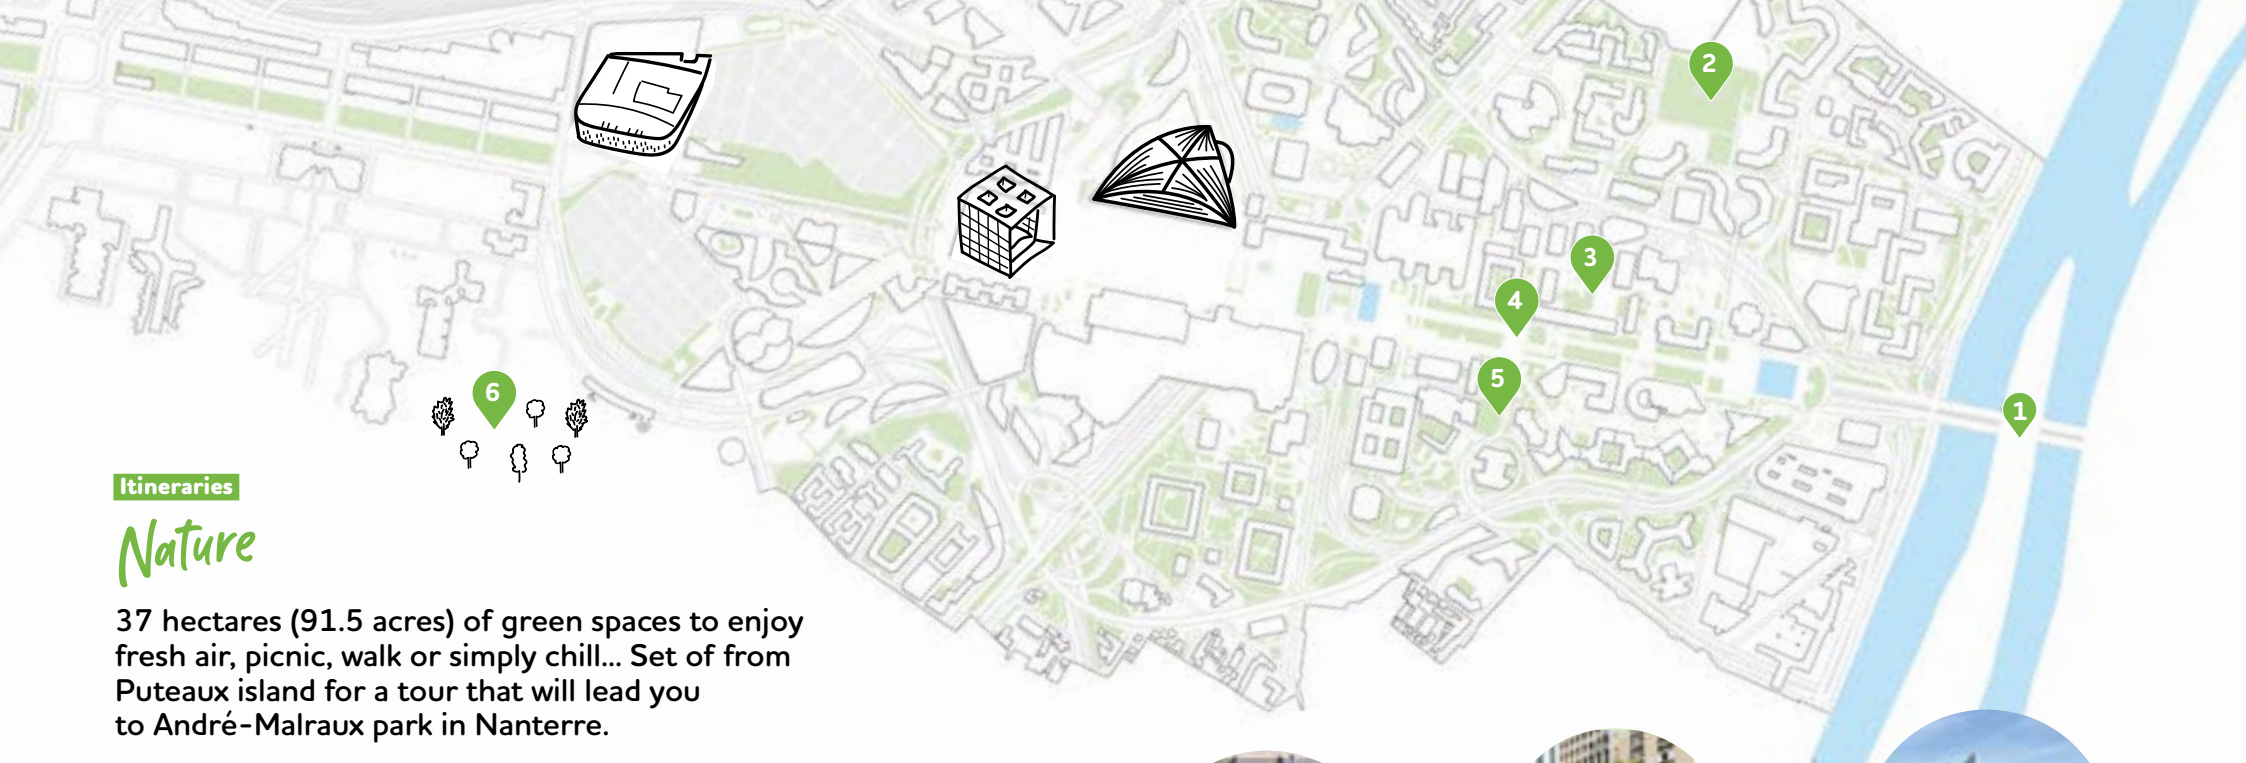 2
3
4
5
6
1
Itineraries
Nature
37 hectares (91.5 acres) of green spaces to enjoy
fresh air, picnic, walk or simply chill... Set of from
Puteaux island for a tour that will lead you
to André-Malraux park in Nanterre.